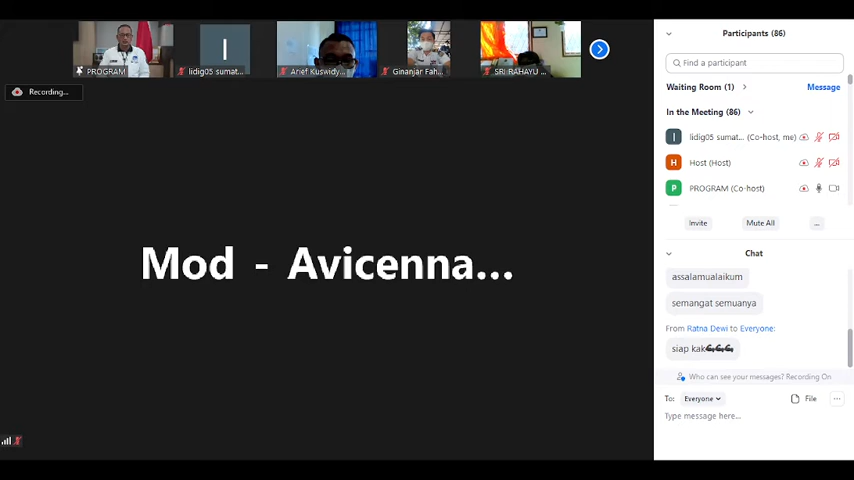 PROGRAM
lidig05 sumat...
Arief Kuswidy...
Ginanjar Fah...
SRI RAHAYU ...
Recording...
Mod - Avicenna...
Participants (86)
Find a participant
Waiting Room (1)
Message
In the Meeting (86)
I
lidig05 sumat... (Co-host, me)
H
Host (Host)
P
PROGRAM (Co-host)
Invite
Mute All
...
Chat
assalamualaikum
semangat semuanya
From Ratna Dewi to Everyone:
siap kak
Who can see your messages? Recording On
To:
Everyone
File
...
Type message here...